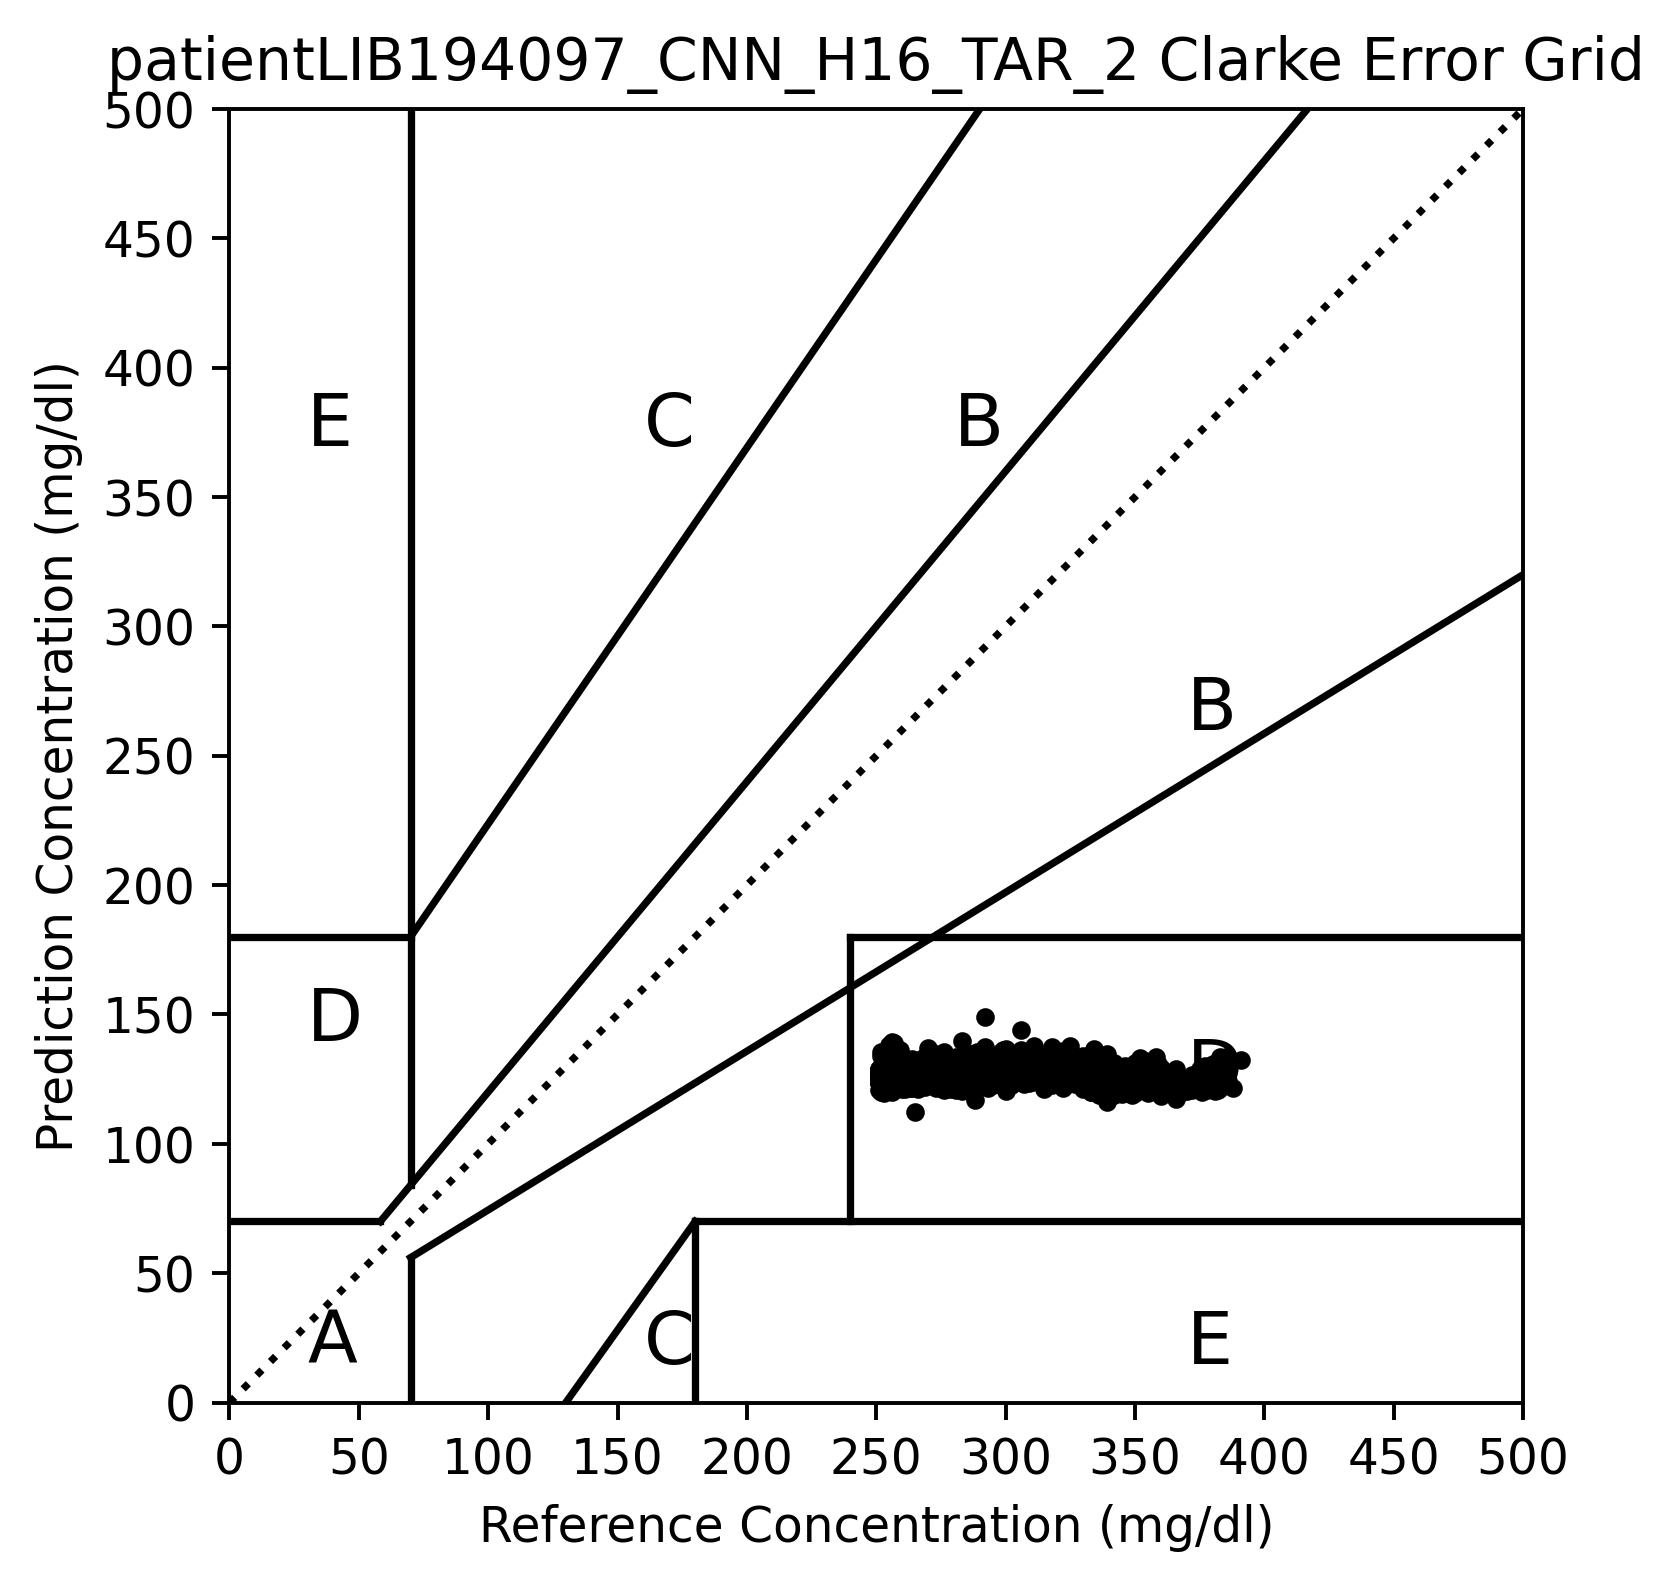 patientLIB194097_CNN_H16_TAR_2 Clarke Error Grid
500
450
400
350
300
250
200
150
100
50
0
Prediction Concentration (mg/dl)
E
C
B
B
D
D
A
C
E
0 50 100 150 200 250 300 350 400 450 500
Reference Concentration (mg/dl)